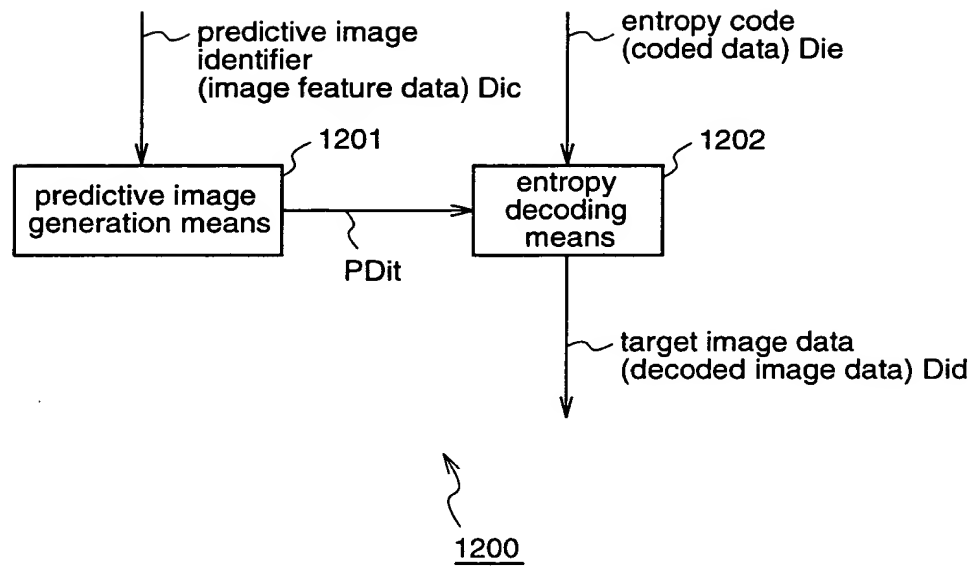 predictive image
identifier
(image feature data) Dic
entropy code
(coded data) Die
1201
1202
predictive image
generation means
entropy
decoding
means
PDit
target image data
(decoded image data) Did
1200